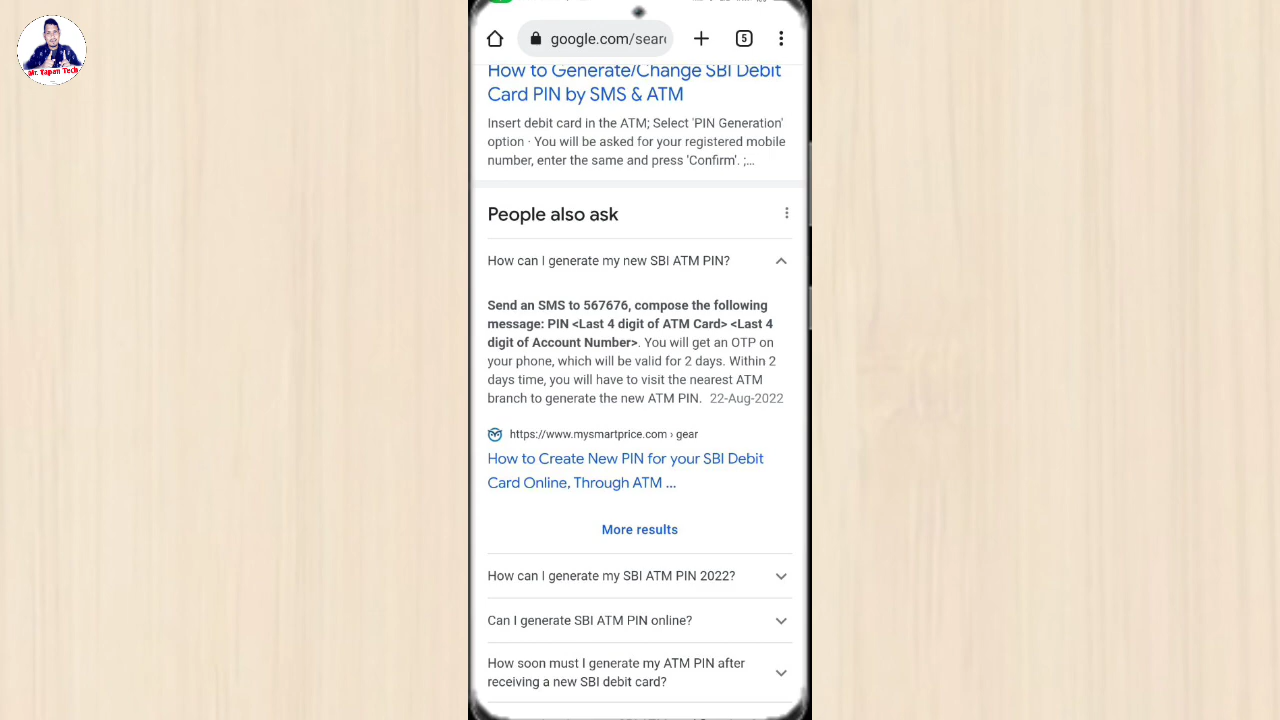 Mr. Tapan Tech
google.com/sear
5
How to Generate/Change SBI Debit
Card PIN by SMS & ATM
Insert debit card in the ATM; Select 'PIN Generation'
option · You will be asked for your registered mobile
number, enter the same and press 'Confirm'. ;...
People also ask
How can I generate my new SBI ATM PIN?
Send an SMS to 567676, compose the following
message: PIN <Last 4 digit of ATM Card> <Last 4
digit of Account Number>. You will get an OTP on
your phone, which will be valid for 2 days. Within 2
days time, you will have to visit the nearest ATM
branch to generate the new ATM PIN. 22-Aug-2022
https://www.mysmartprice.com › gear
How to Create New PIN for your SBI Debit
Card Online, Through ATM ...
More results
How can I generate my SBI ATM PIN 2022?
Can I generate SBI ATM PIN online?
How soon must I generate my ATM PIN after
receiving a new SBI debit card?